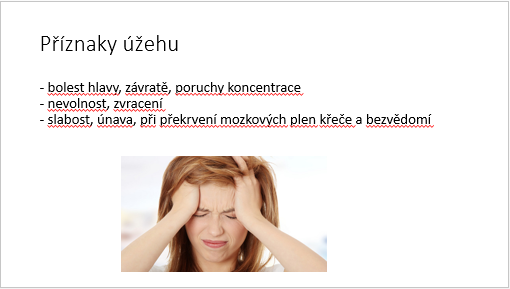 Příznaky úžehu
- bolest hlavy, závratě, poruchy koncentrace
- nevolnost, zvracení
- slabost, únava, při překrvení mozkových plen křeče a bezvědomí